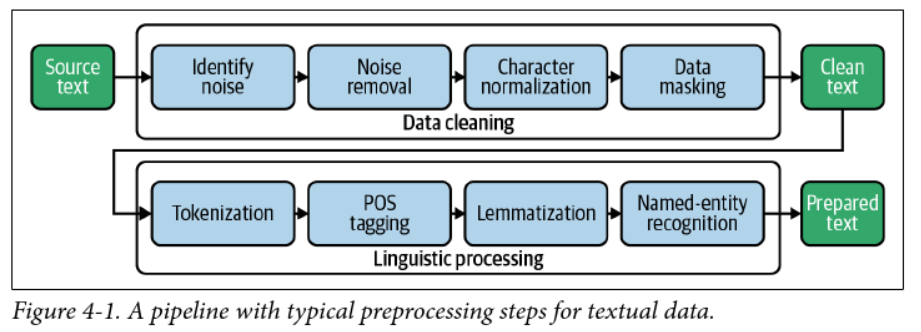 Source
text
Identify
noise
Noise
removal
Character
normalization
Data
masking
Clean
text
Data cleaning
Tokenization
POS
tagging
Lemmatization
Named-entity
recognition
Prepared
text
Linguistic processing
Figure 4-1. A pipeline with typical preprocessing steps for textual data.